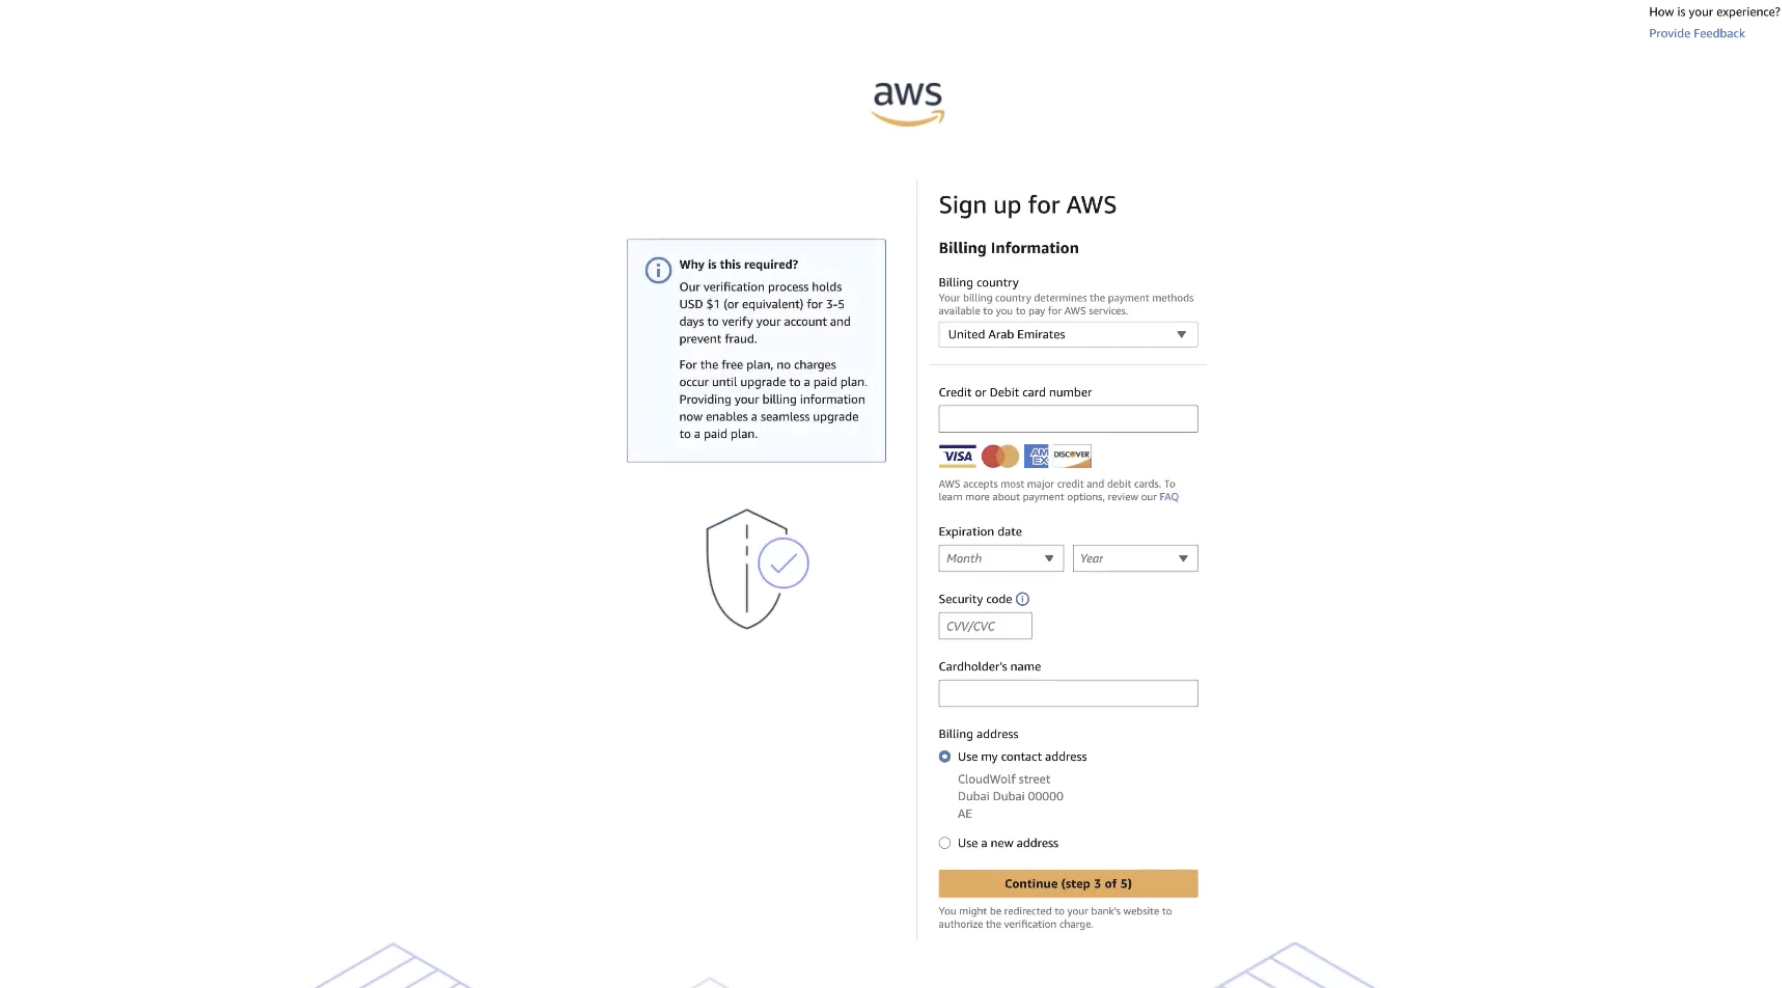 How is your experience?
Provide Feedback
aws
Sign up for AWS
Why is this required?
Our verification process holds
USD $1 (or equivalent) for 3-5
days to verify your account and
prevent fraud.
For the free plan, no charges
occur until upgrade to a paid plan.
Providing your billing information
now enables a seamless upgrade
to a paid plan.
Billing Information
Billing country
Your billing country determines the payment methods
available to you to pay for AWS services.
United Arab Emirates
Credit or Debit card number
VISA
AM
EX
DISCOVER
AWS accepts most major credit and debit cards. To
learn more about payment options, review our FAQ
Expiration date
Month
Year
Security code
CVV/CVC
Cardholder's name
Billing address
Use my contact address
CloudWolf street
Dubai Dubai 00000
AE
Use a new address
Continue (step 3 of 5)
You might be redirected to your bank's website to
authorize the verification charge.